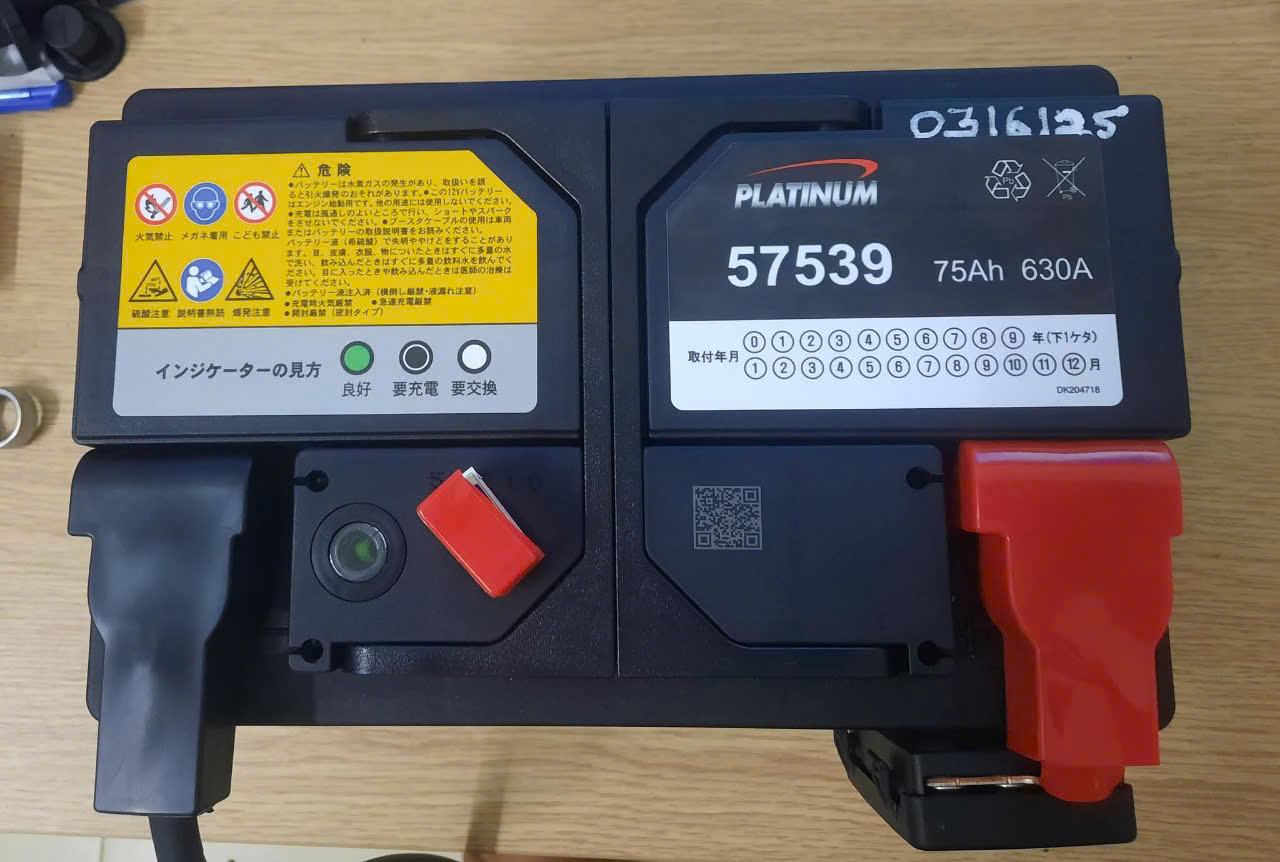 0316125
⚠ 危険
●バッテリーは水素ガスの発生があり、取扱いを誤
ると引火爆発のおそれがあります。●この12Vバッテリー
はエンジン始動用です。他の用途には使用しないでください。
●充電は風通しのよいところで行い、ショートやスパーク
をさせないでください。●ブースタケーブルの使用は車両
またはバッテリーの取扱説明書をお読みください。
バッテリー液（希硫酸）で失明ややけどをすることがあり
ます。目、皮膚、衣服、物についたときはすぐに多量の水
で洗い、飲み込んだときはすぐに多量の飲料水を飲んでく
ださい。目に入ったときや飲み込んだときは医師の治療は
受けてください。
●バッテリー液注入済（横倒し厳禁・液漏れ注意）
●充電時火気厳禁 ●急速充電厳禁
●開封厳禁（密封タイプ）
火気禁止 メガネ着用 こども禁止
硫酸注意 説明書熟読 爆発注意
インジケーターの見方
良好 要充電 要交換
PLATINUM
Pb
Pb
57539
75Ah 630A
取付年月
0 1 2 3 4 5 6 7 8 9 年(下1ケタ)
1 2 3 4 5 6 7 8 9 10 11 12 月
DK204718